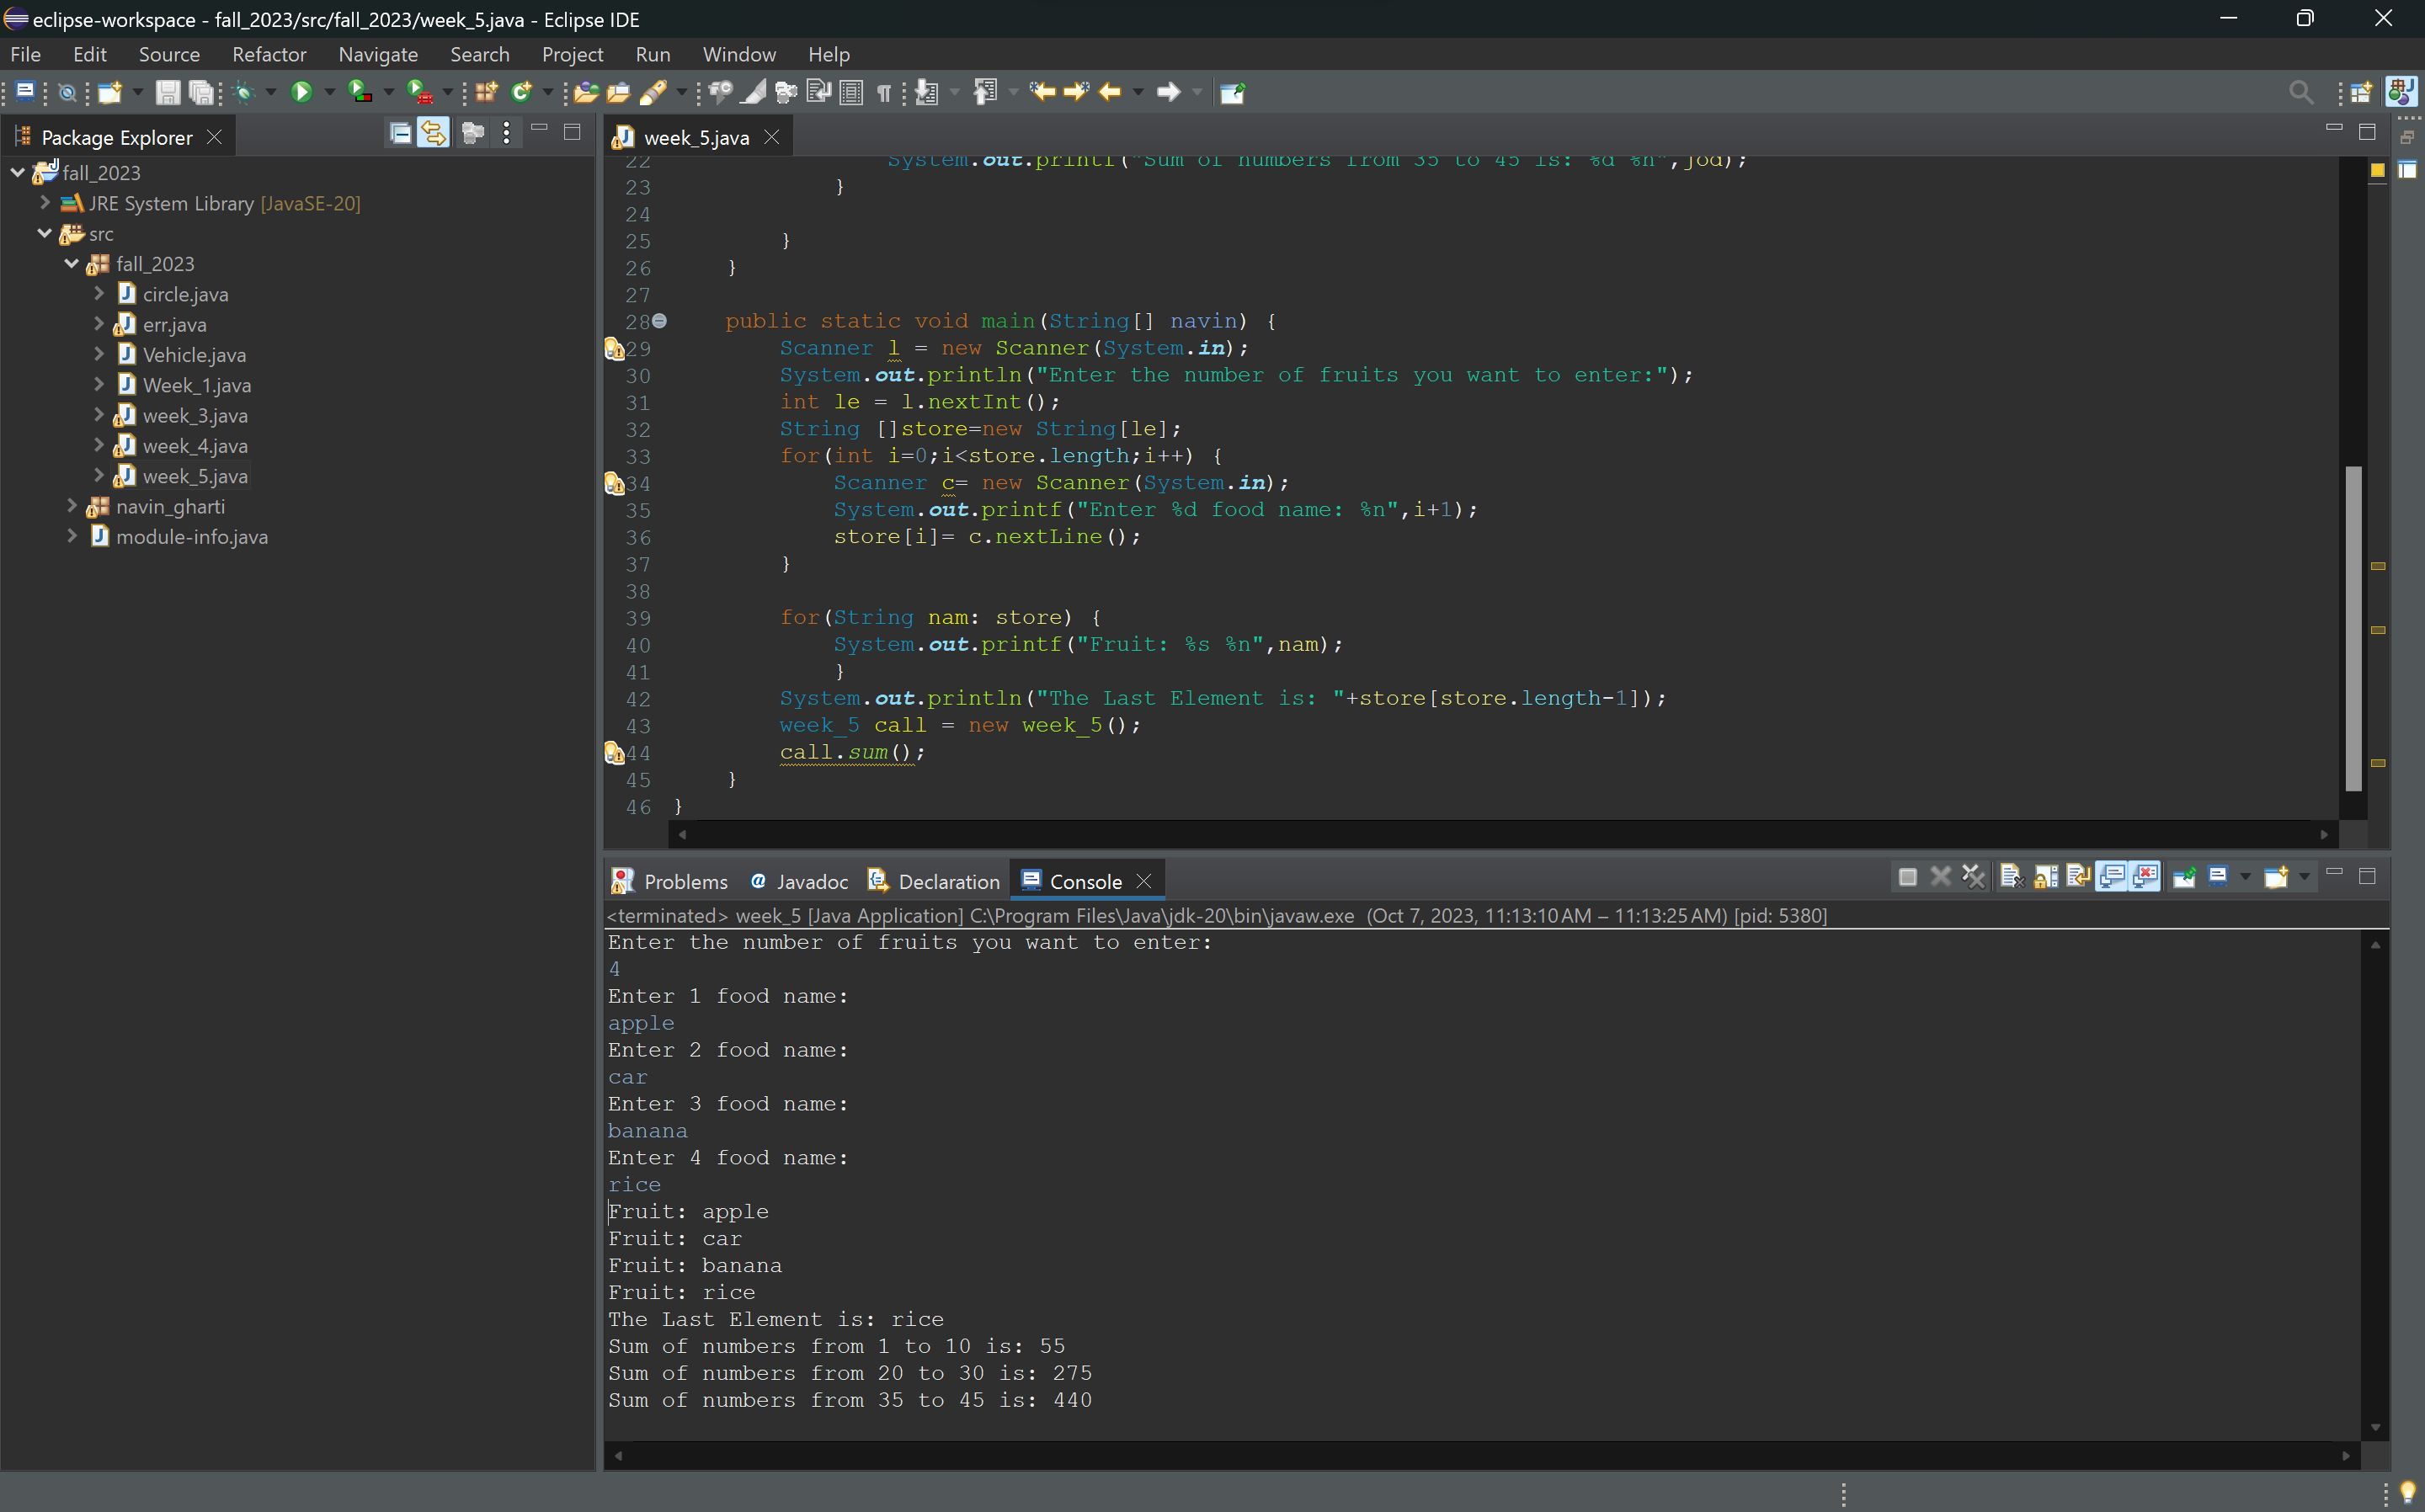 eclipse-workspace - fall_2023/src/fall_2023/week_5.java - Eclipse IDE
File Edit Source Refactor Navigate Search Project Run Window Help
Package Explorer
fall_2023
JRE System Library [JavaSE-20]
src
fall_2023
circle.java
err.java
Vehicle.java
Week_1.java
week_3.java
week_4.java
week_5.java
navin_gharti
module-info.java
week_5.java
22 System.out.printf("Sum of numbers from 35 to 45 is: %d %n",jod);
23 }
24
25 }
26 }
27
28 public static void main(String[] navin) {
29 Scanner l = new Scanner(System.in);
30 System.out.println("Enter the number of fruits you want to enter:");
31 int le = l.nextInt();
32 String []store=new String[le];
33 for(int i=0;i<store.length;i++) {
34 Scanner c= new Scanner(System.in);
35 System.out.printf("Enter %d food name: %n",i+1);
36 store[i]= c.nextLine();
37 }
38
39 for(String nam: store) {
40 System.out.printf("Fruit: %s %n",nam);
41 }
42 System.out.println("The Last Element is: "+store[store.length-1]);
43 week_5 call = new week_5();
44 call.sum();
45 }
46 }
Problems Javadoc Declaration Console
<terminated> week_5 [Java Application] C:\Program Files\Java\jdk-20\bin\javaw.exe (Oct 7, 2023, 11:13:10 AM – 11:13:25 AM) [pid: 5380]
Enter the number of fruits you want to enter:
4
Enter 1 food name:
apple
Enter 2 food name:
car
Enter 3 food name:
banana
Enter 4 food name:
rice
Fruit: apple
Fruit: car
Fruit: banana
Fruit: rice
The Last Element is: rice
Sum of numbers from 1 to 10 is: 55
Sum of numbers from 20 to 30 is: 275
Sum of numbers from 35 to 45 is: 440